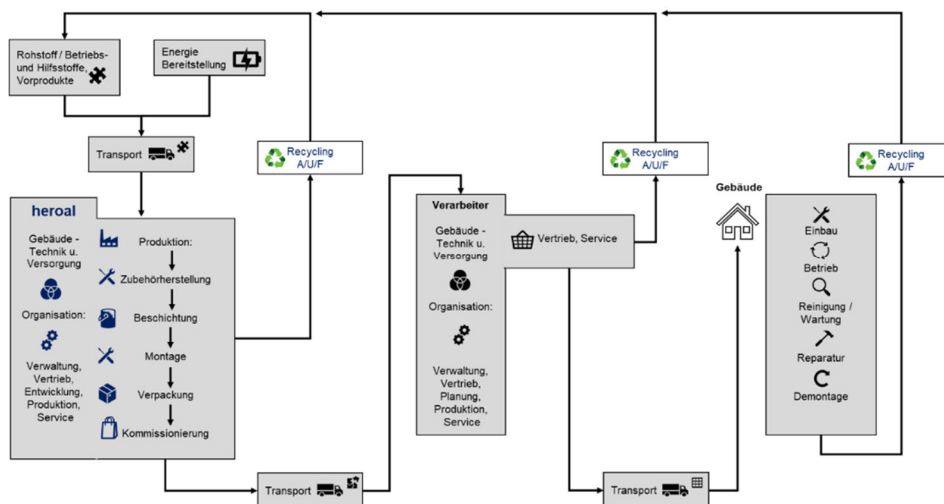 Rohstoff / Betriebs-
und Hilfsstoffe,
Vorprodukte
Energie
Bereitstellung
Transport
Recycling
A/U/F
Recycling
A/U/F
Recycling
A/U/F
heroal
Gebäude -
Technik u.
Versorgung
Organisation:
Verwaltung,
Vertrieb,
Entwicklung,
Produktion,
Service
Produktion:
Zubehörherstellung
Beschichtung
Montage
Verpackung
Kommissionierung
Transport
Verarbeiter
Gebäude -
Technik u.
Versorgung
Organisation:
Verwaltung,
Vertrieb,
Planung,
Produktion,
Service
Vertrieb, Service
Transport
Gebäude
Einbau
Betrieb
Reinigung /
Wartung
Reparatur
Demontage